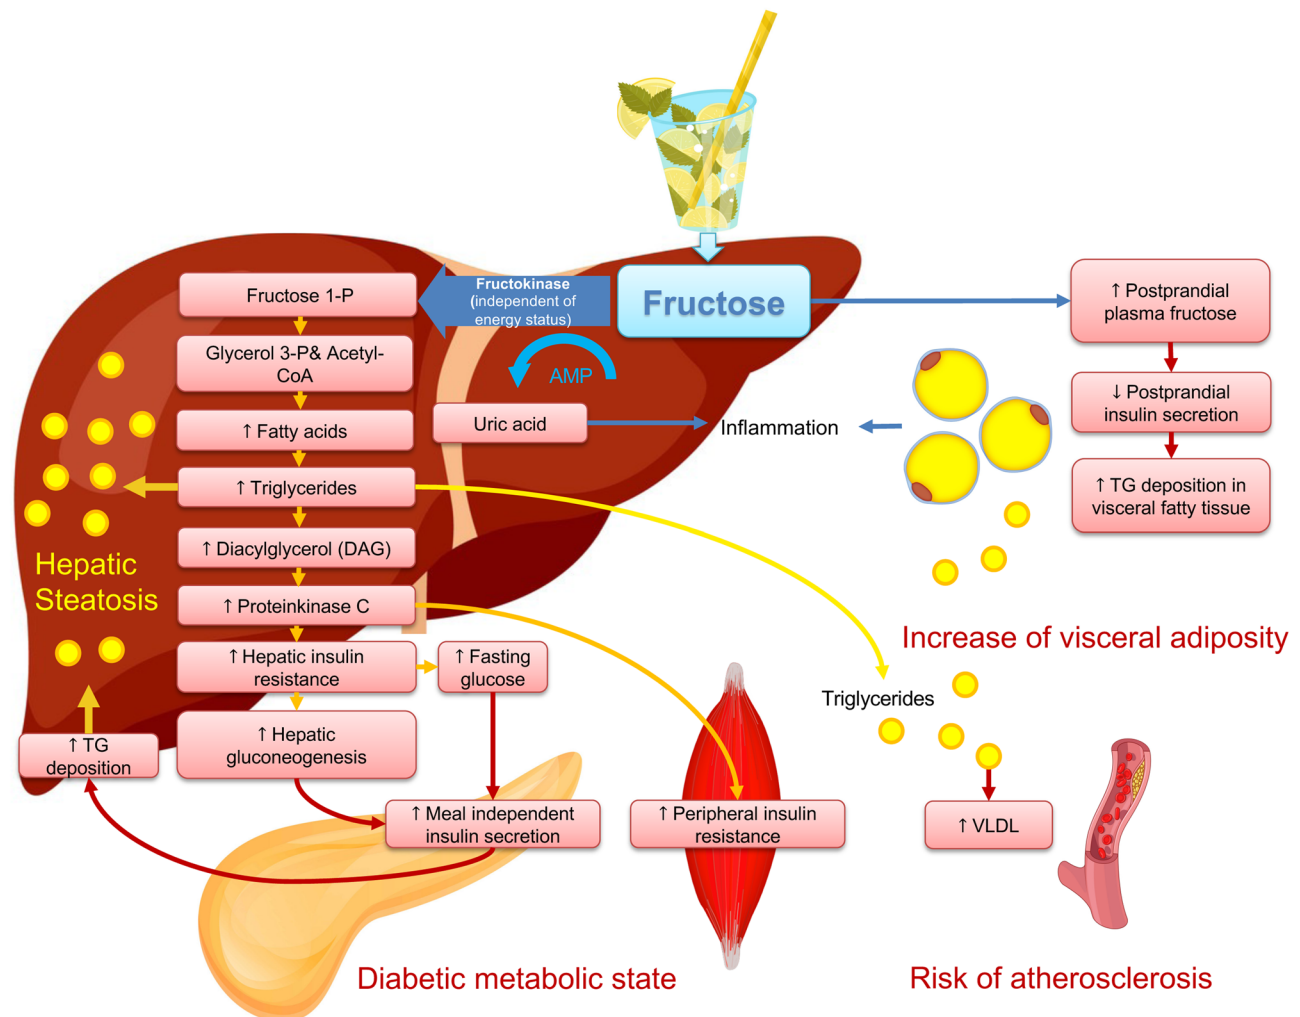 Fructokinase
(independent of
energy status)
Fructose
Fructose 1-P
Glycerol 3-P& Acetyl-
CoA
↑ Fatty acids
↑ Triglycerides
↑ Diacylglycerol (DAG)
↑ Proteinkinase C
↑ Hepatic insulin
resistance
↑ Fasting
glucose
↑ Hepatic
gluconeogenesis
↑ TG
deposition
↑ Meal independent
insulin secretion
↑ Peripheral insulin
resistance
Hepatic
Steatosis
AMP
Uric acid
Inflammation
↑ Postprandial
plasma fructose
↓ Postprandial
insulin secretion
↑ TG deposition in
visceral fatty tissue
Increase of visceral adiposity
Triglycerides
↑ VLDL
Diabetic metabolic state
Risk of atherosclerosis